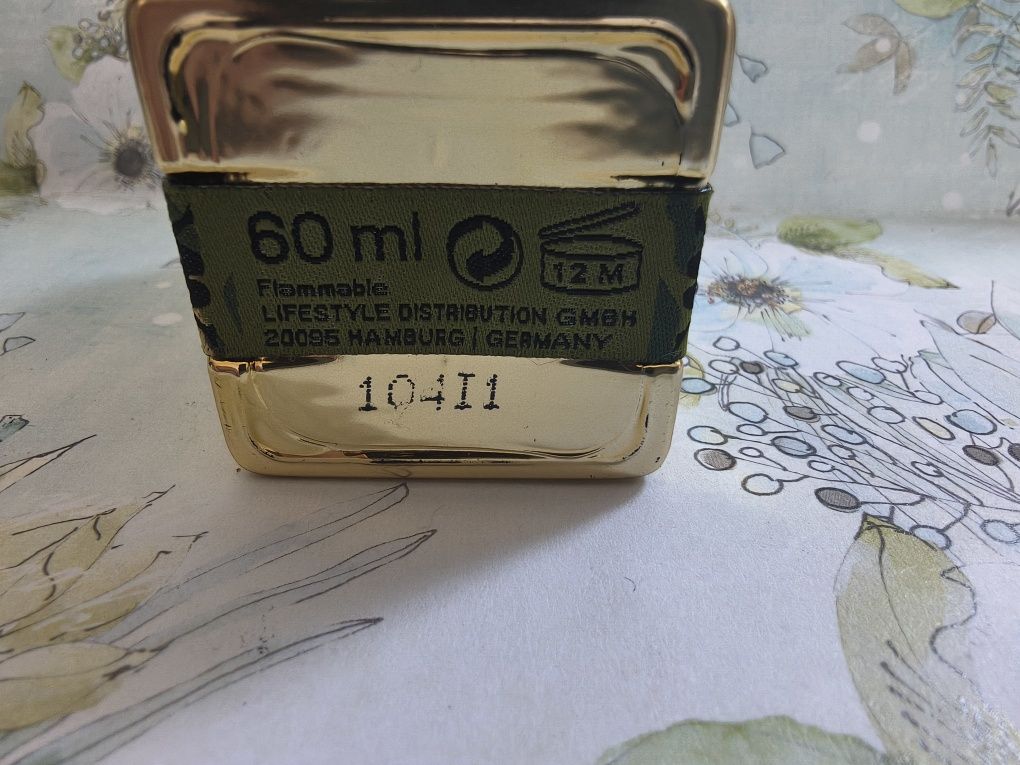 60 ml
12 M
Flammable
LIFESTYLE DISTRIBUTION GMBH
20095 HAMBURG | GERMANY
104I1